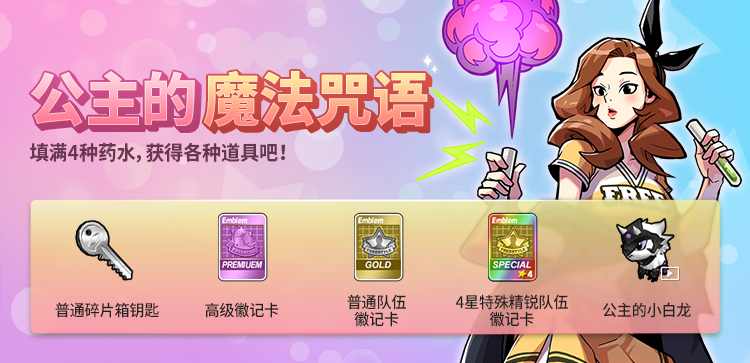 公主的魔法咒语
填满4种药水,获得各种道具吧!
FREE
Emblem
PREMIUEM
Emblem
FREESTYLE
GOLD
Emblem
FREESTYLE
SPECIAL
★4
普通碎片箱钥匙
高级徽记卡
普通队伍
徽记卡
4星特殊精锐队伍
徽记卡
公主的小白龙